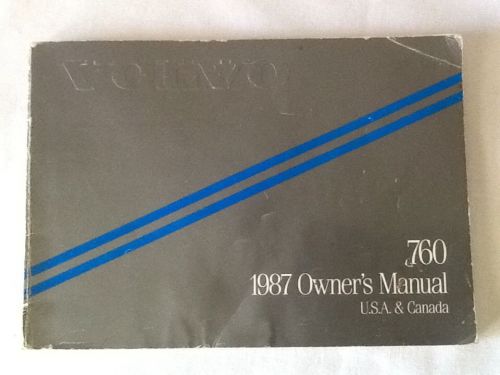 VOLVO
760
1987 Owner's Manual
U.S.A. & Canada